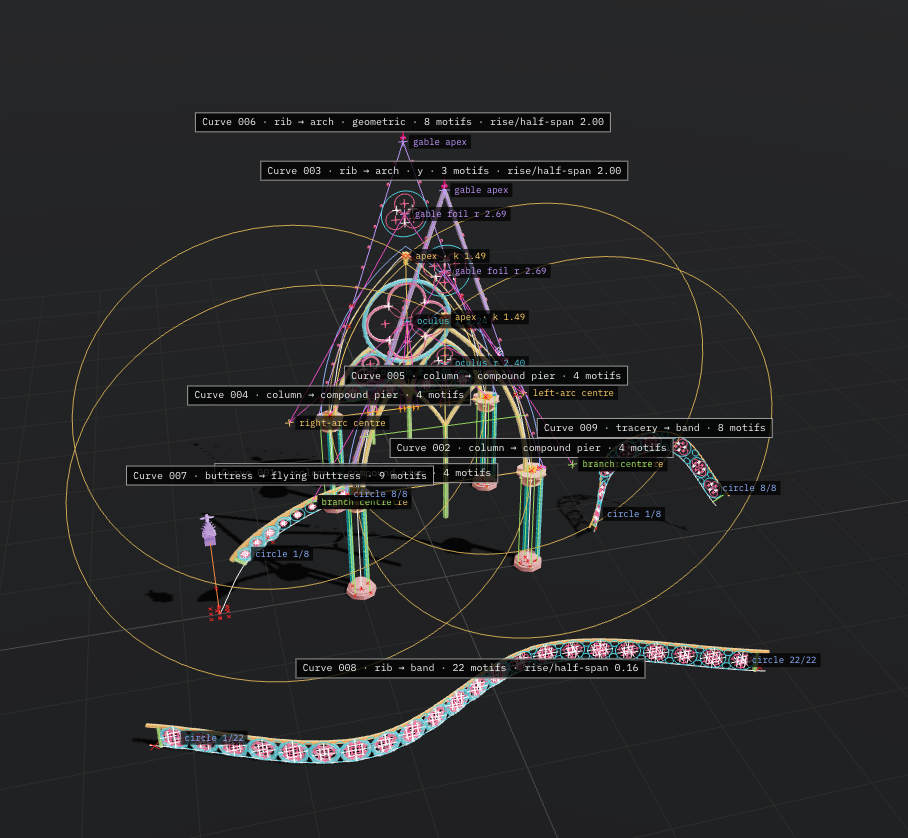 Curve 006 · rib → arch · geometric · 8 motifs · rise/half-span 2.00
gable apex
Curve 003 · rib → arch · y · 3 motifs · rise/half-span 2.00
gable apex
gable foil r 2.69
apex · k 1.49
gable foil r 2.69
apex · k 1.49
oculus
oculus r 2.40
Curve 005 · column → compound pier · 4 motifs
Curve 004 · column → compound pier · 4 motifs
left-arc centre
right-arc centre
Curve 009 · tracery → band · 8 motifs
Curve 002 · column → compound pier · 4 motifs
branch centre
Curve 007 · buttress → flying buttress · 9 motifs
4 motifs
circle 8/8
circle 8/8
branch centre
circle 1/8
circle 1/8
Curve 008 · rib → band · 22 motifs · rise/half-span 0.16
circle 22/22
circle 1/22